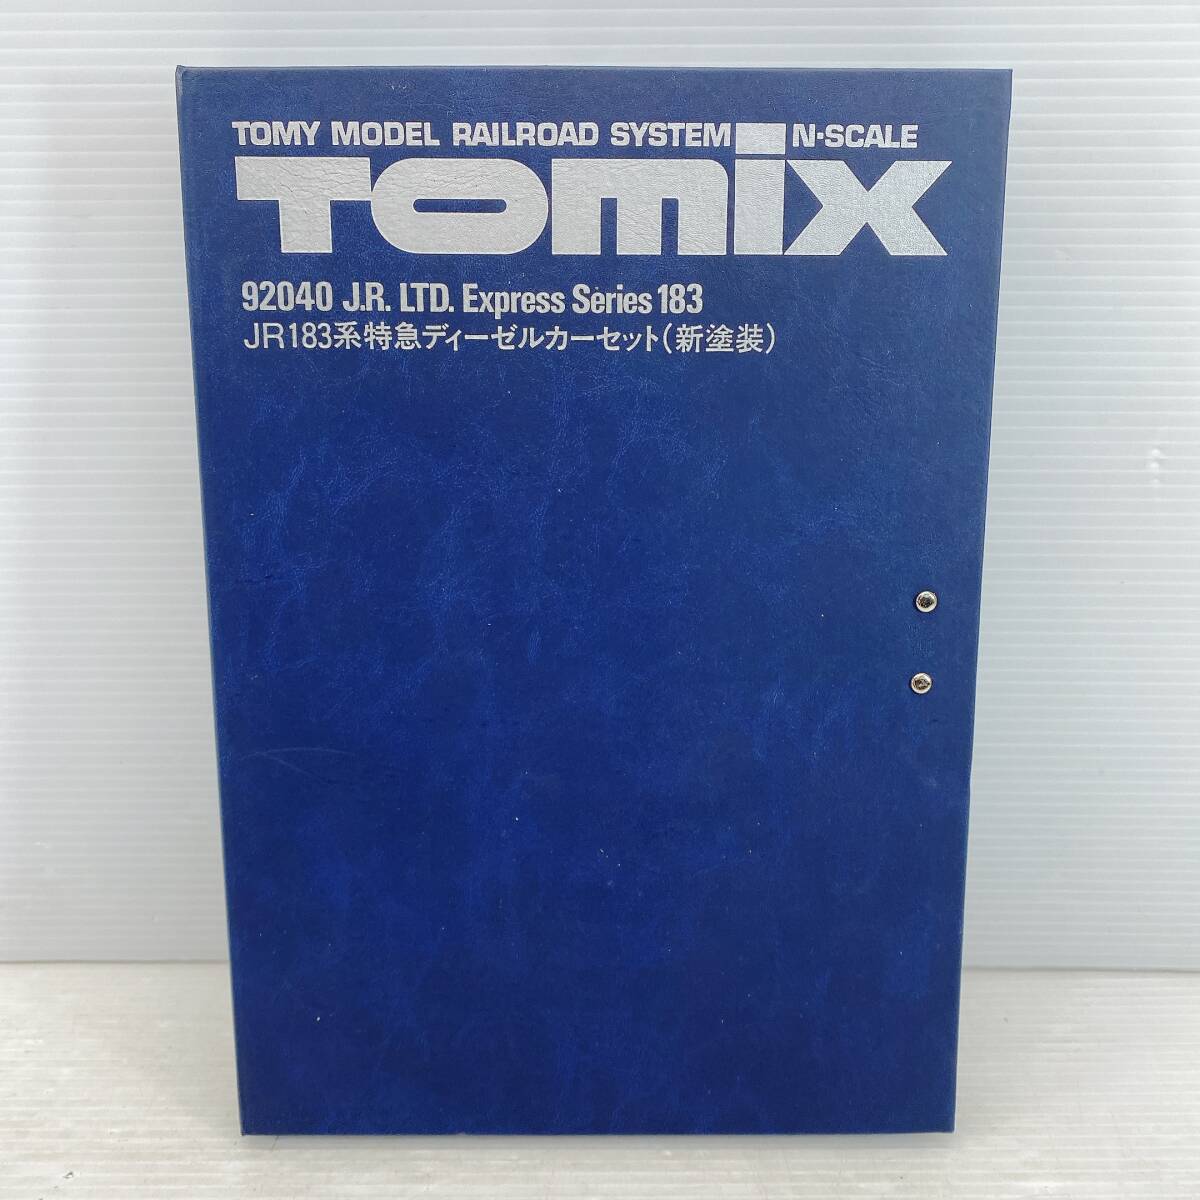 TOMY MODEL RAILROAD SYSTEM N·SCALE
TOMIX
92040 J.R. LTD. Express Series 183
JR183系特急ディーゼルカーセット(新塗装)